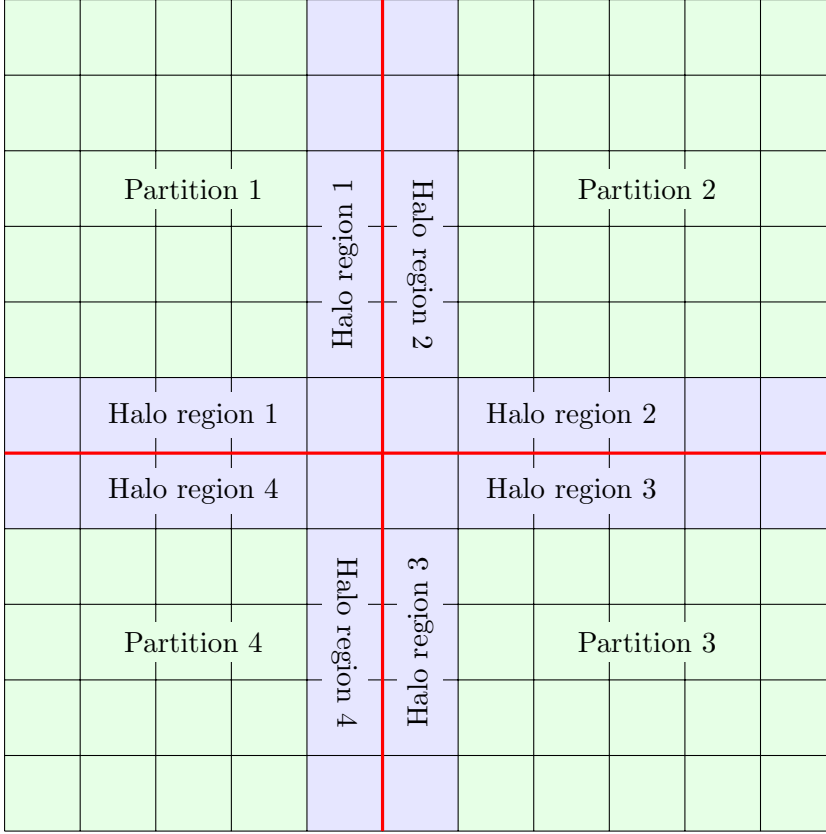 Partition 1
Halo region 1
Halo region 2
Partition 2
Halo region 1
Halo region 2
Halo region 4
Halo region 3
Partition 4
Halo region 4
Halo region 3
Partition 3